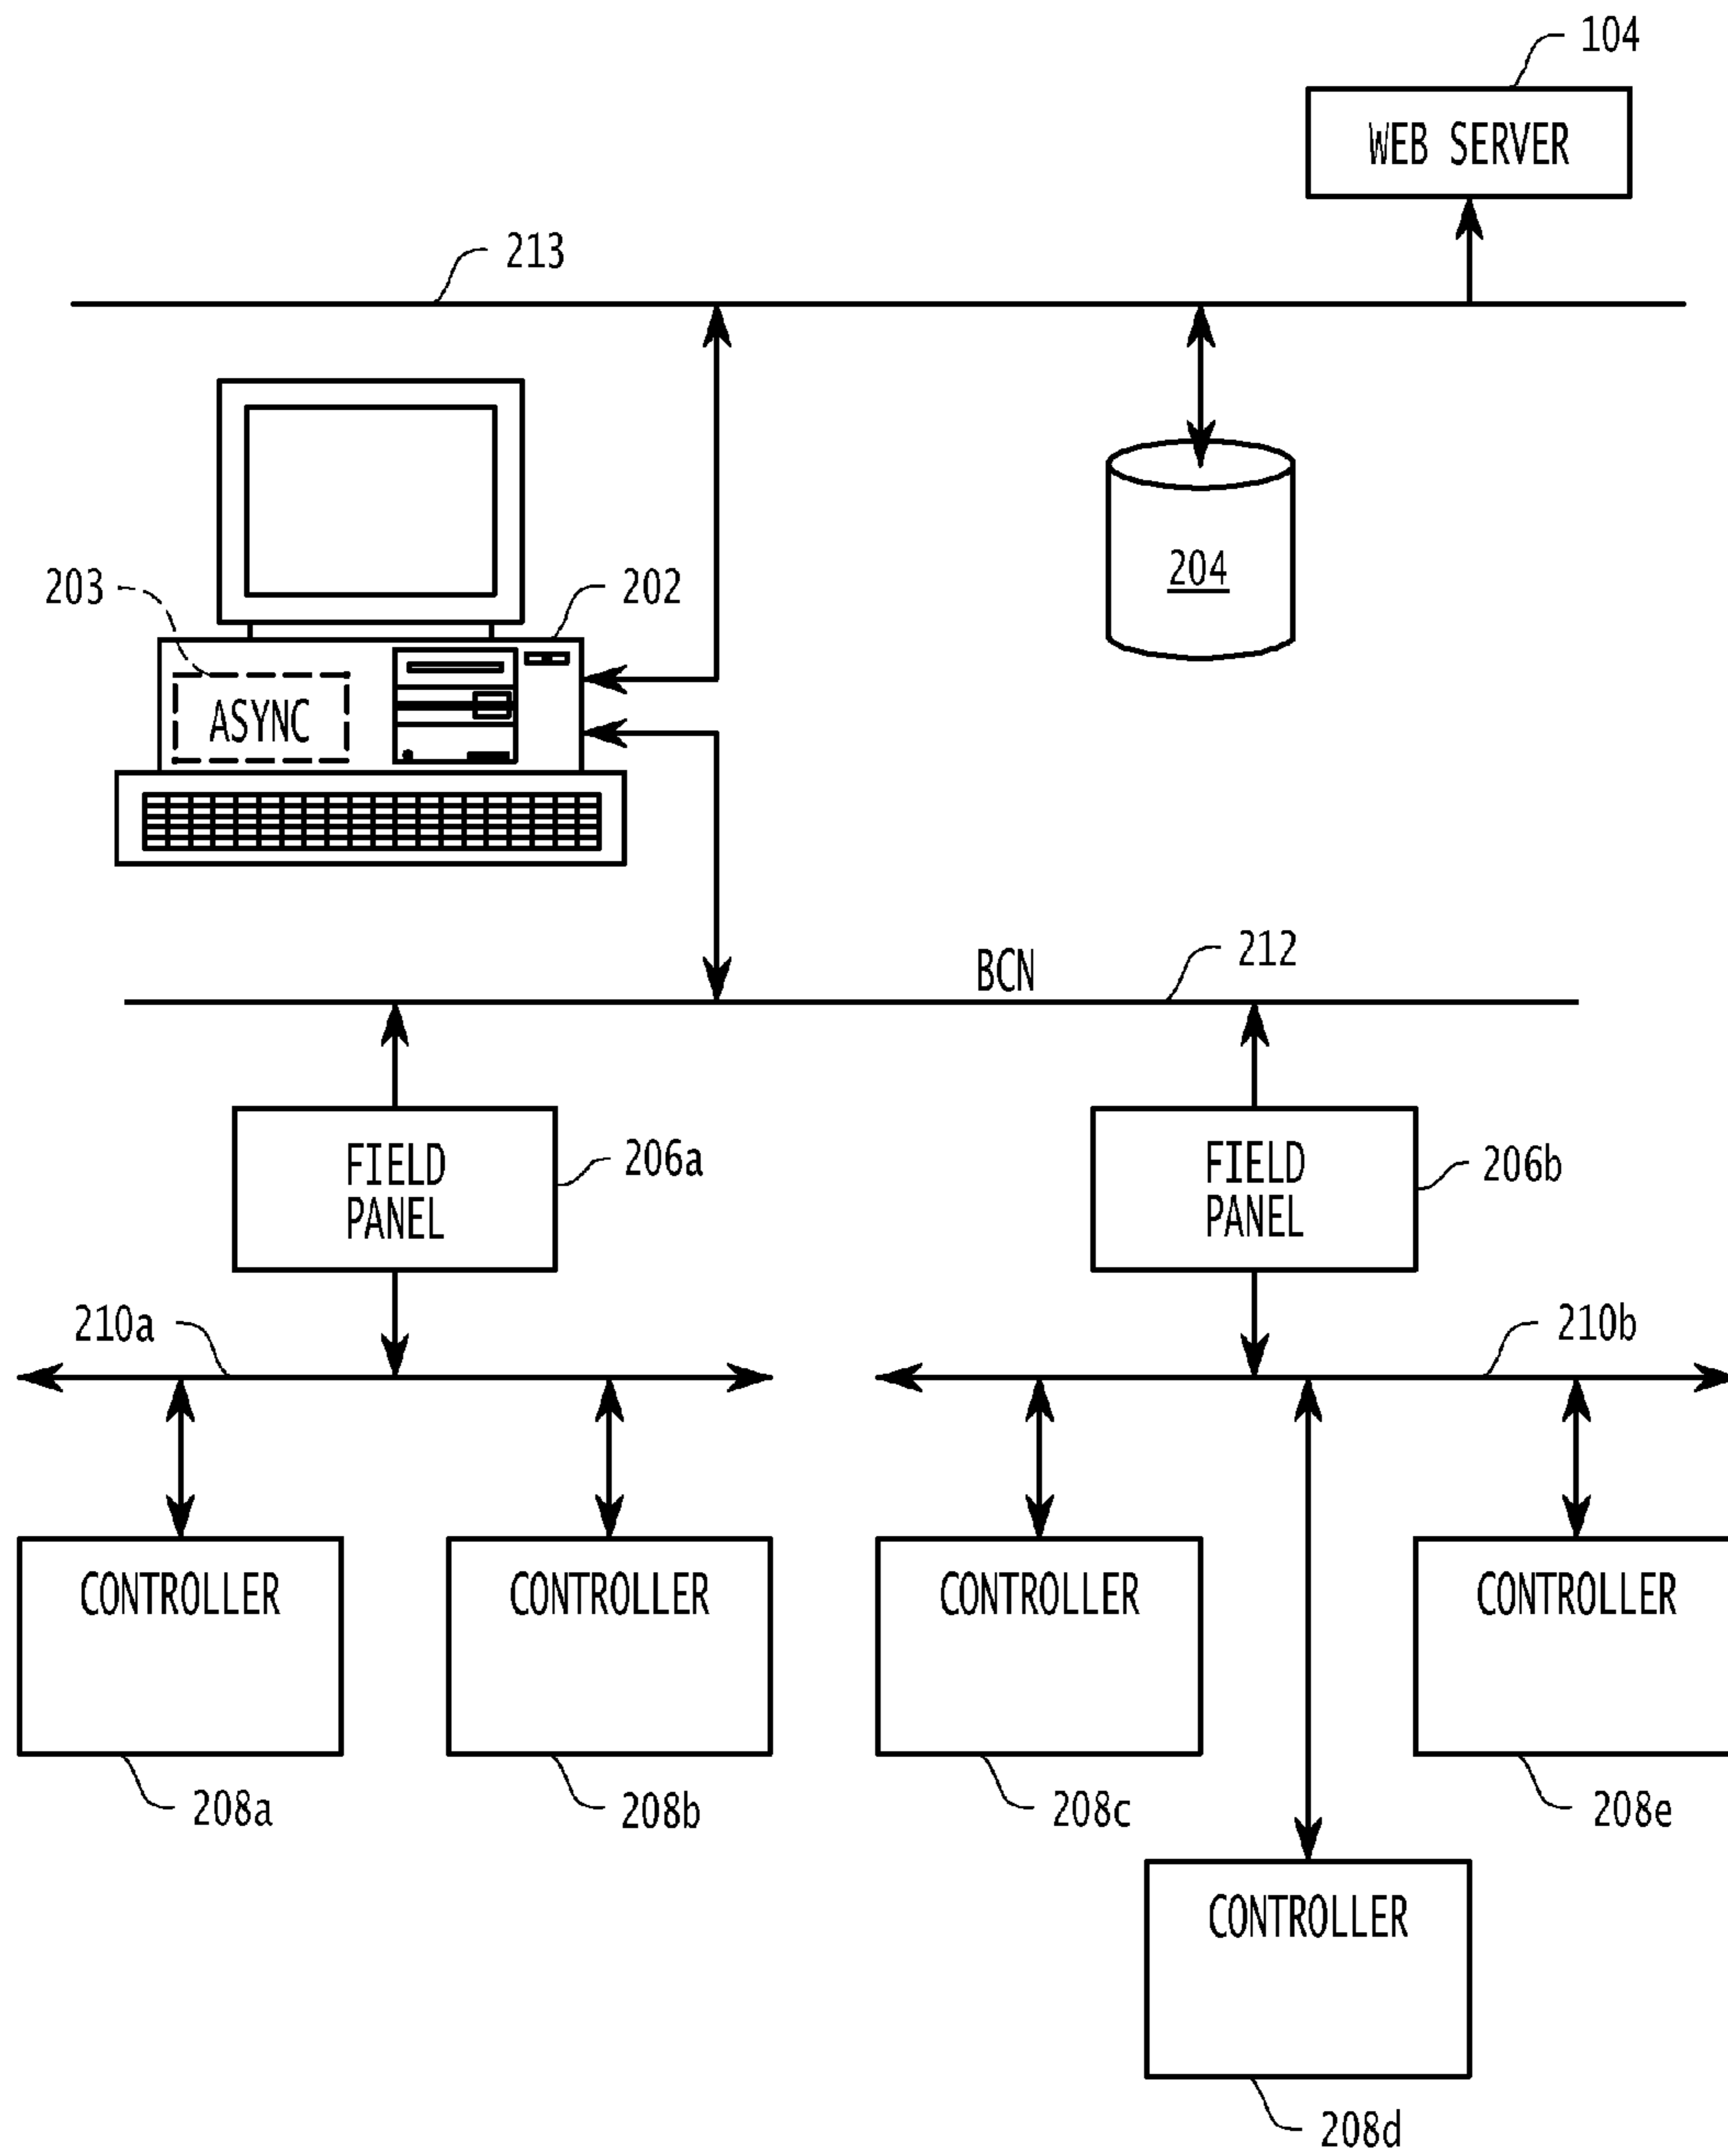 104
WEB SERVER
213
204
203
202
ASYNC
BCN
212
FIELD
PANEL
206a
FIELD
PANEL
206b
210a
210b
CONTROLLER
CONTROLLER
CONTROLLER
CONTROLLER
208a
208b
208c
208e
CONTROLLER
208d